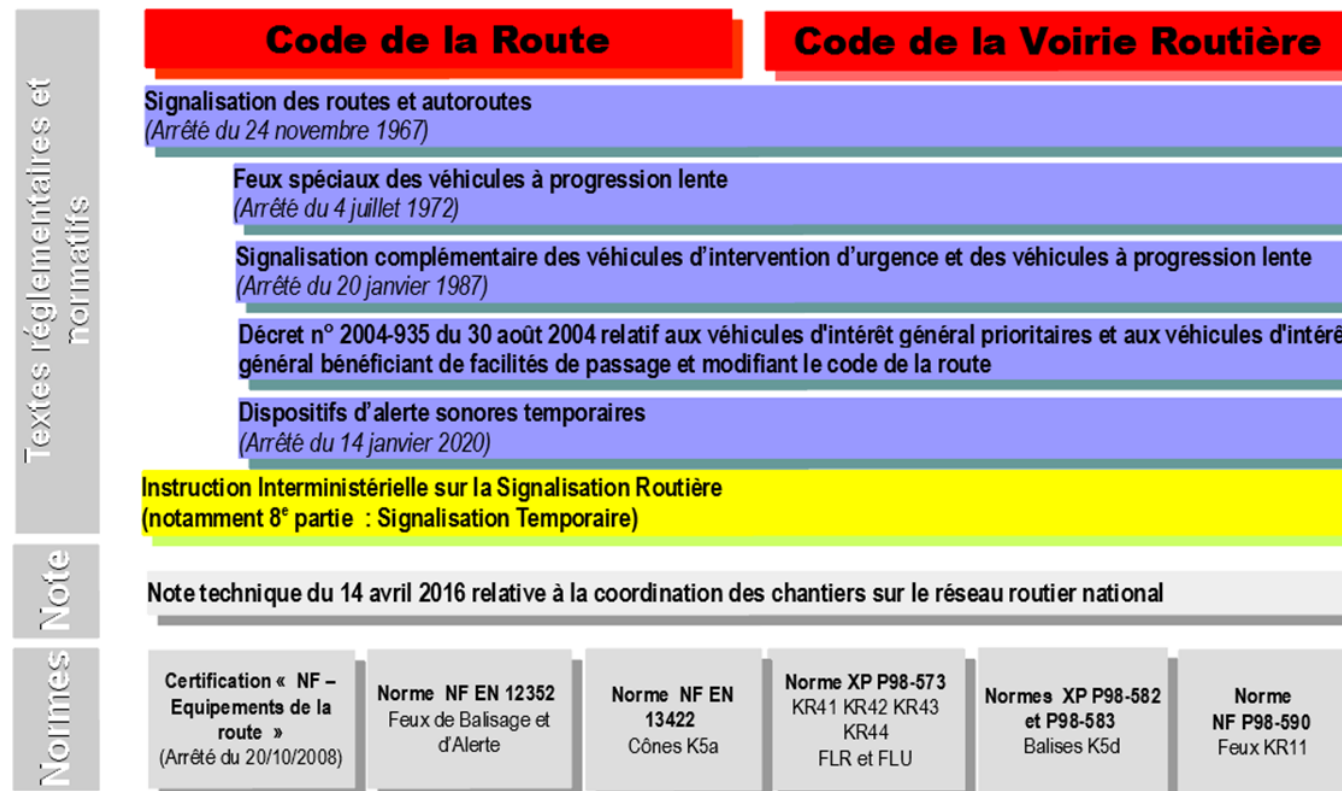 Textes réglementaires et
normatifs
Code de la Route
Code de la Voirie Routière
Signalisation des routes et autoroutes
(Arrêté du 24 novembre 1967)
Feux spéciaux des véhicules à progression lente
(Arrêté du 4 juillet 1972)
Signalisation complémentaire des véhicules d'intervention d'urgence et des véhicules à progression lente
(Arrêté du 20 janvier 1987)
Décret n° 2004-935 du 30 août 2004 relatif aux véhicules d'intérêt général prioritaires et aux véhicules d'intérê
général bénéficiant de facilités de passage et modifiant le code de la route
Dispositifs d'alerte sonores temporaires
(Arrêté du 14 janvier 2020)
Instruction Interministérielle sur la Signalisation Routière
(notamment 8e partie : Signalisation Temporaire)
Note
Note technique du 14 avril 2016 relative à la coordination des chantiers sur le réseau routier national
Normes
Certification « NF –
Equipements de la
route »
(Arrêté du 20/10/2008)
Norme NF EN 12352
Feux de Balisage et
d'Alerte
Norme NF EN
13422
Cônes K5a
Norme XP P98-573
KR41 KR42 KR43
KR44
FLR et FLU
Normes XP P98-582
et P98-583
Balises K5d
Norme
NF P98-590
Feux KR11